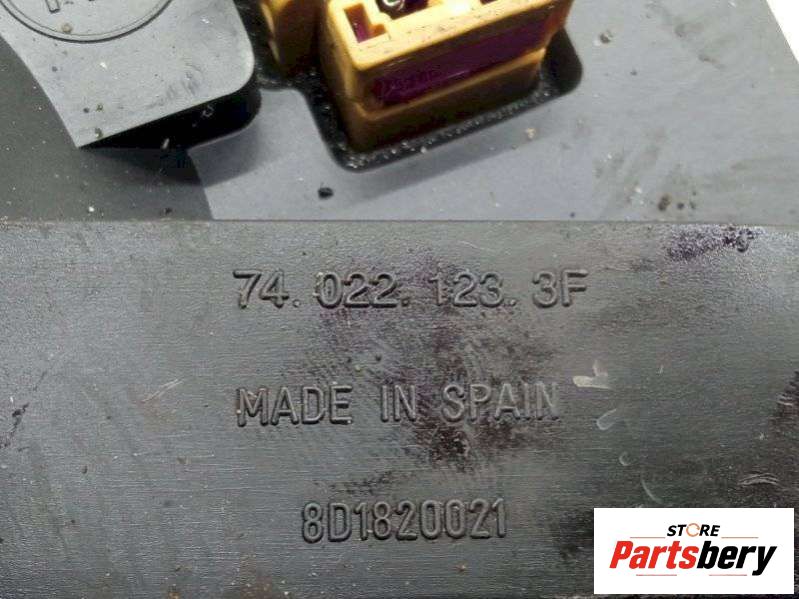 74.022.123.3F
MADE IN SPAIN
8D1820021
STORE
Partsbery